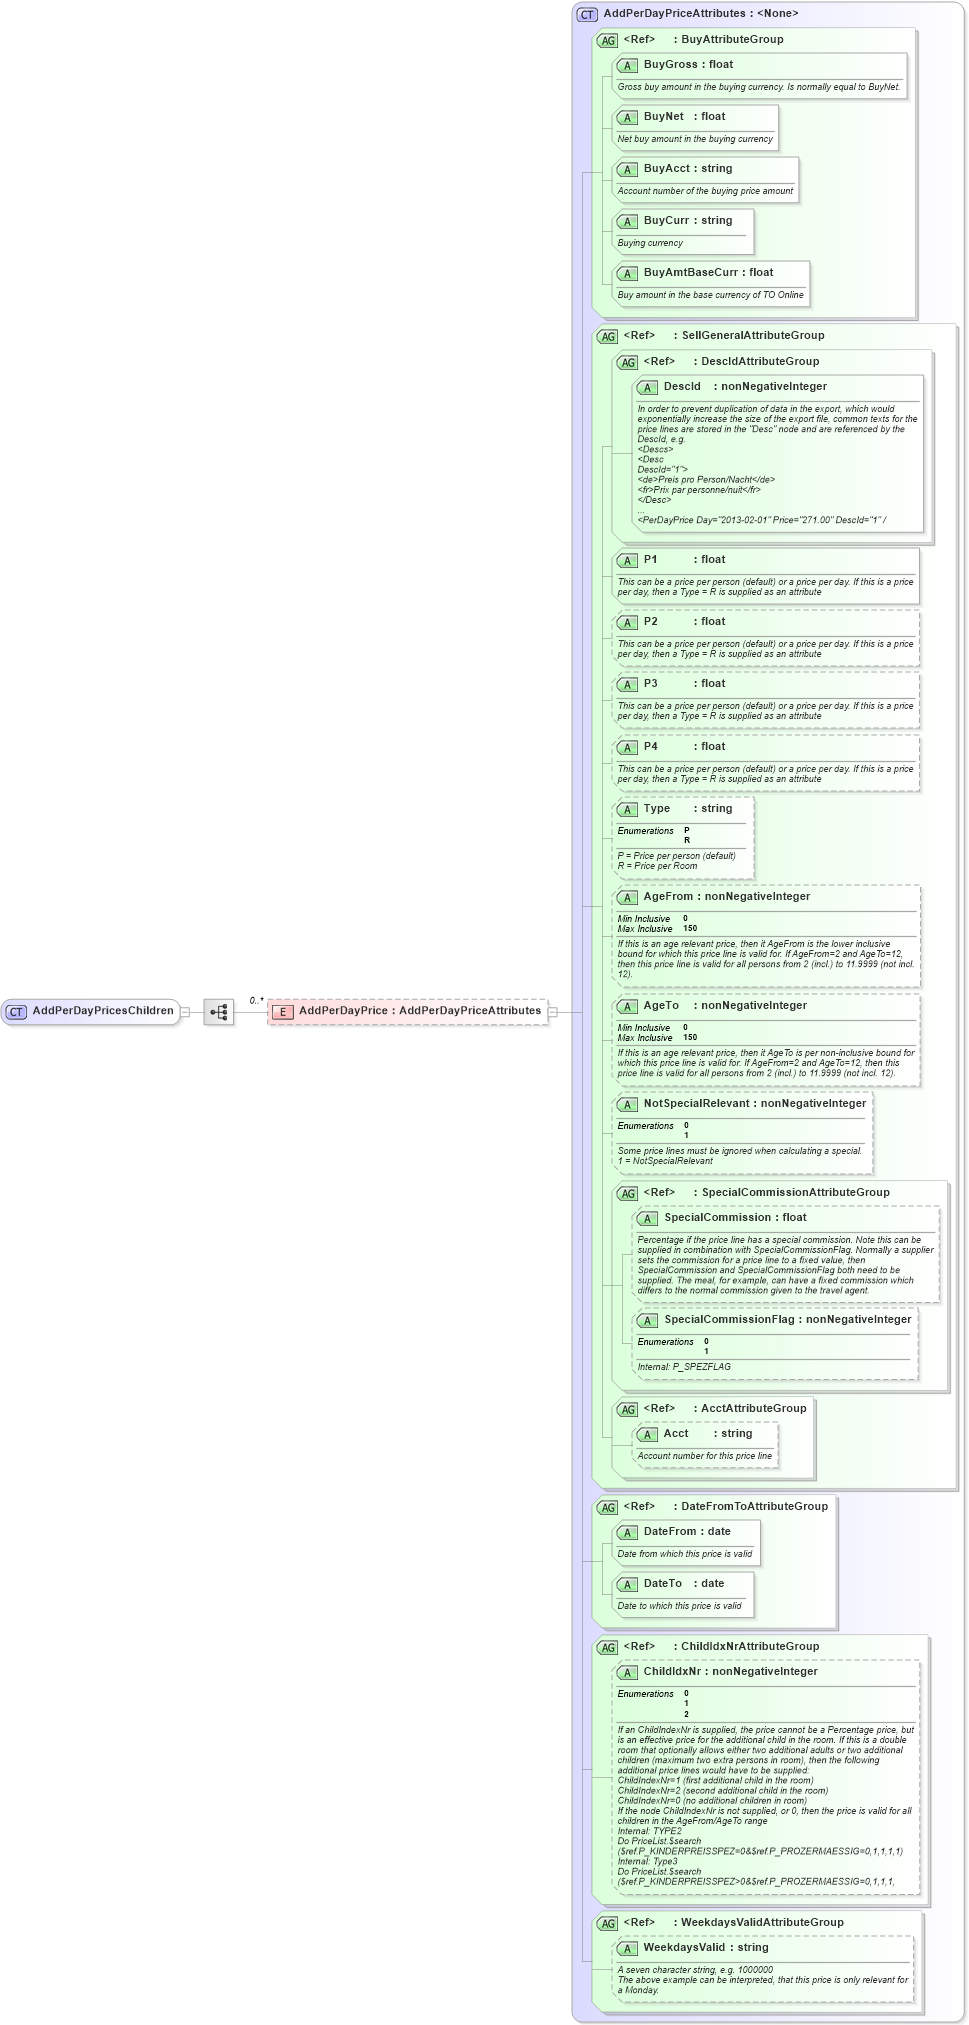 CT AddPerDayPriceAttributes : <None>
AG <Ref> : BuyAttributeGroup
A BuyGross : float
Gross buy amount in the buying currency. Is normally equal to BuyNet.
A BuyNet : float
Net buy amount in the buying currency
A BuyAcct : string
Account number of the buying price amount
A BuyCurr : string
Buying currency
A BuyAmtBaseCurr : float
Buy amount in the base currency of TO Online
AG <Ref> : SellGeneralAttributeGroup
AG <Ref> : DescIdAttributeGroup
A DescId : nonNegativeInteger
In order to prevent duplication of data in the export, which would
exponentially increase the size of the export file, common texts for the
price lines are stored in the "Desc" node and are referenced by the
DescId, e.g.
<Descs>
<Desc
DescId="1">
<de>Preis pro Person/Nacht</de>
<fr>Prix par personne/nuit</fr>
</Desc>
...
<PerDayPrice Day="2013-02-01" Price="271.00" DescId="1" /
A P1 : float
This can be a price per person (default) or a price per day. If this is a price
per day, then a Type = R is supplied as an attribute
A P2 : float
This can be a price per person (default) or a price per day. If this is a price
per day, then a Type = R is supplied as an attribute
A P3 : float
This can be a price per person (default) or a price per day. If this is a price
per day, then a Type = R is supplied as an attribute
A P4 : float
This can be a price per person (default) or a price per day. If this is a price
per day, then a Type = R is supplied as an attribute
A Type : string
Enumerations P
R
P = Price per person (default)
R = Price per Room
A AgeFrom : nonNegativeInteger
Min Inclusive 0
Max Inclusive 150
If this is an age relevant price, then it AgeFrom is the lower inclusive
bound for which this price line is valid for. If AgeFrom=2 and AgeTo=12,
then this price line is valid for all persons from 2 (incl.) to 11.9999 (not incl.
12).
CT AddPerDayPricesChildren
0..*
E AddPerDayPrice : AddPerDayPriceAttributes
A AgeTo : nonNegativeInteger
Min Inclusive 0
Max Inclusive 150
If this is an age relevant price, then it AgeTo is per non-inclusive bound for
which this price line is valid for. If AgeFrom=2 and AgeTo=12, then this
price line is valid for all persons from 2 (incl.) to 11.9999 (not incl. 12).
A NotSpecialRelevant : nonNegativeInteger
Enumerations 0
1
Some price lines must be ignored when calculating a special.
1 = NotSpecialRelevant
AG <Ref> : SpecialCommissionAttributeGroup
A SpecialCommission : float
Percentage if the price line has a special commission. Note this can be
supplied in combination with SpecialCommissionFlag. Normally a supplier
sets the commission for a price line to a fixed value, then
SpecialCommission and SpecialCommissionFlag both need to be
supplied. The meal, for example, can have a fixed commission which
differs to the normal commission given to the travel agent.
A SpecialCommissionFlag : nonNegativeInteger
Enumerations 0
1
Internal: P_SPEZFLAG
AG <Ref> : AcctAttributeGroup
A Acct : string
Account number for this price line
AG <Ref> : DateFromToAttributeGroup
A DateFrom : date
Date from which this price is valid
A DateTo : date
Date to which this price is valid
AG <Ref> : ChildIdxNrAttributeGroup
A ChildIdxNr : nonNegativeInteger
Enumerations 0
1
2
If an ChildIndexNr is supplied, the price cannot be a Percentage price, but
is an effective price for the additional child in the room. If this is a double
room that optionally allows either two additional adults or two additional
children (maximum two extra persons in room), then the following
additional price lines would have to be supplied:
ChildIndexNr=1 (first additional child in the room)
ChildIndexNr=2 (second additional child in the room)
ChildIndexNr=0 (no additional children in room)
If the node ChildIndexNr is not supplied, or 0, then the price is valid for all
children in the AgeFrom/AgeTo range
Internal: TYPE2
Do PriceList.$search
($ref.P_KINDERPREISSPEZ=0&$ref.P_PROZERMAESSIG=0,1,1,1,1)
Internal: Type3
Do PriceList.$search
($ref.P_KINDERPREISSPEZ>0&$ref.P_PROZERMAESSIG=0,1,1,1,
AG <Ref> : WeekdaysValidAttributeGroup
A WeekdaysValid : string
A seven character string, e.g. 1000000
The above example can be interpreted, that this price is only relevant for
a Monday.